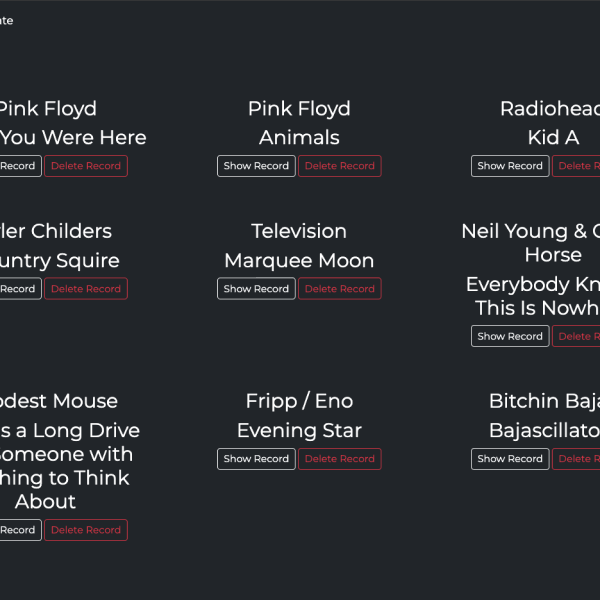 ate
Pink Floyd Pink Floyd Radiohead
You Were Here Animals Kid A
Record Delete Record Show Record Delete Record Show Record Delete R
ler Childers Television Neil Young & C
untry Squire Marquee Moon Horse
Record Delete Record Show Record Delete Record Everybody Kn
This Is Nowh
Show Record Delete R
odest Mouse Fripp / Eno Bitchin Baja
s a Long Drive Evening Star Bajascillato
omeone with Show Record Delete Record Show Record Delete R
hing to Think
About
Record Delete Record